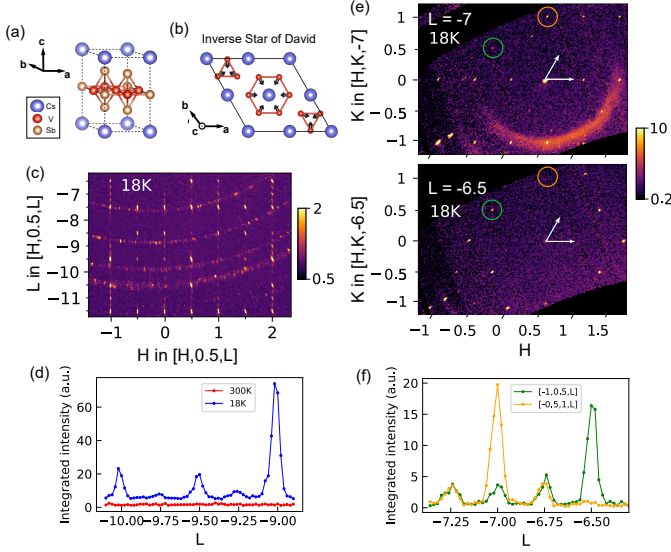 (a)
c
b
a
Cs
V
Sb
(b)
Inverse Star of David
b
c
a
(c)
18K
L in [H,0.5,L]
−7
−8
−9
−10
−11
−1
0
1
2
H in [H,0.5,L]
2
0.5
(d)
Integrated intensity (a.u.)
60
40
20
0
300K
18K
−10.00
−9.75
−9.50
−9.25
−9.00
L
(e)
K in [H,K,-7]
1
0.5
0
−0.5
−1
L = -7
18K
K in [H,K,-6.5]
1
0.5
0
−0.5
−1
L = -6.5
18K
−1
−0.5
0
0.5
1
1.5
H
10
0.2
(f)
Integrated intensity (a.u.)
20
15
10
5
0
[-1,0.5,L]
[-0.5,1,L]
−7.25
−7.00
−6.75
−6.50
L